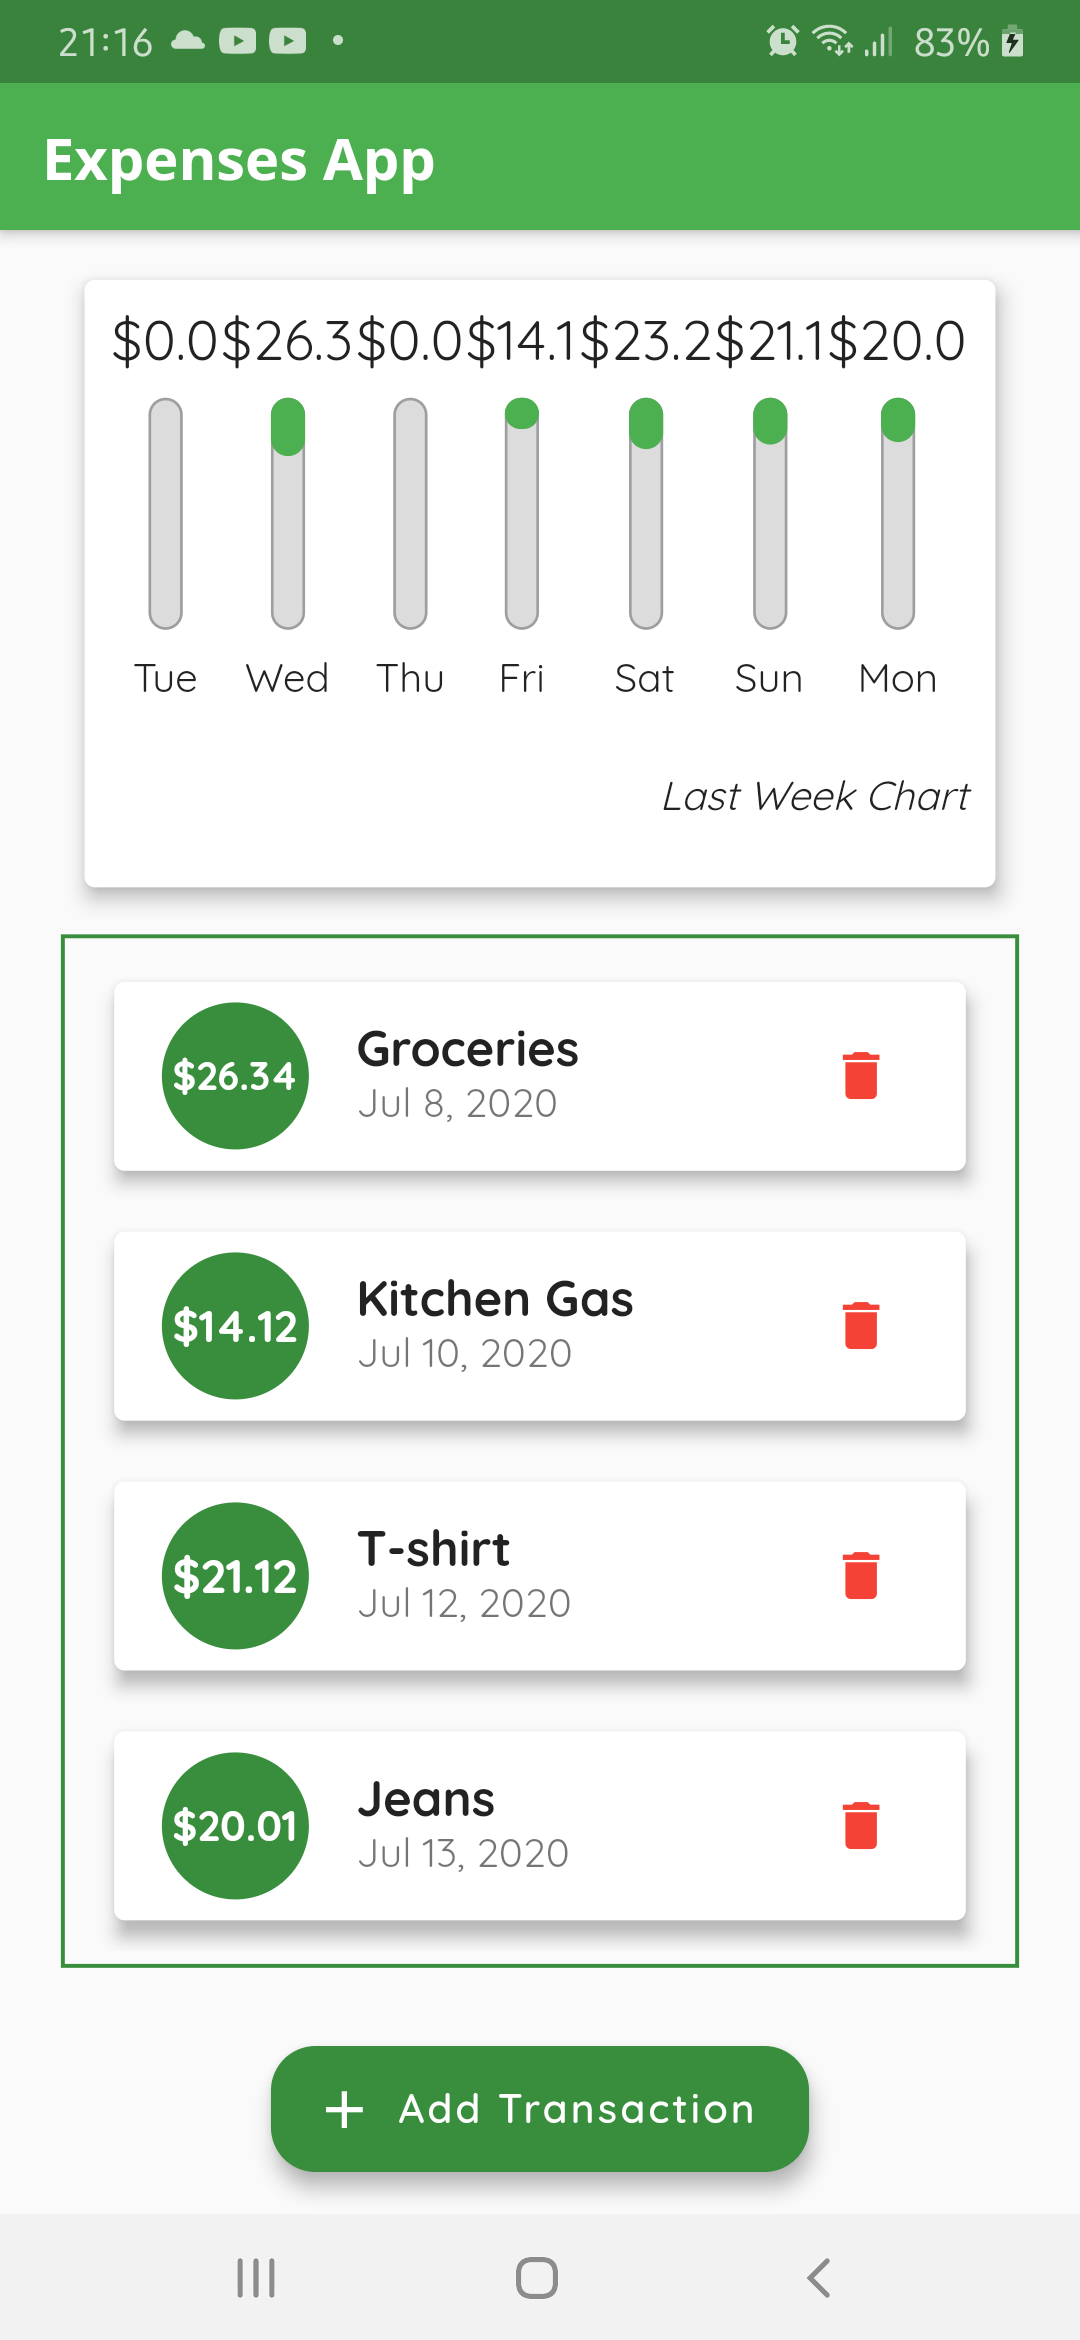 21:16 83%
Expenses App
$0.0 $26.3 $0.0 $14.1 $23.2 $21.1 $20.0
Tue Wed Thu Fri Sat Sun Mon
Last Week Chart
$26.34
Groceries
Jul 8, 2020
$14.12
Kitchen Gas
Jul 10, 2020
$21.12
T-shirt
Jul 12, 2020
$20.01
Jeans
Jul 13, 2020
+ Add Transaction